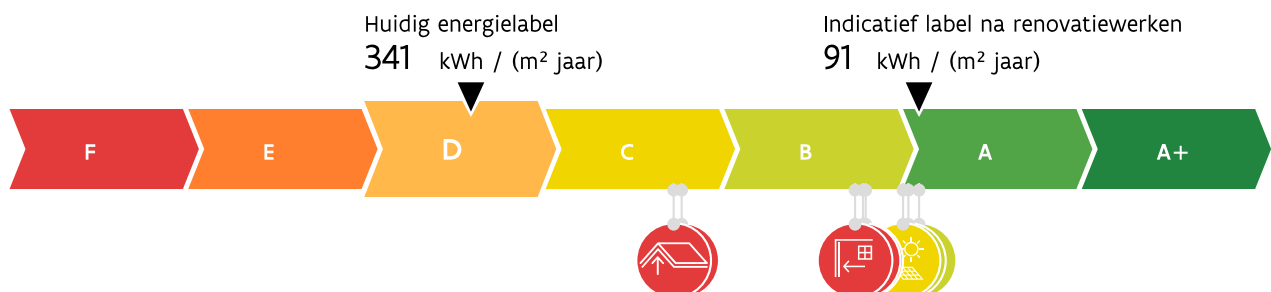 Huidig energielabel
341 kWh / (m² jaar)
Indicatief label na renovatiewerken
91 kWh / (m² jaar)
F E D C B A A+